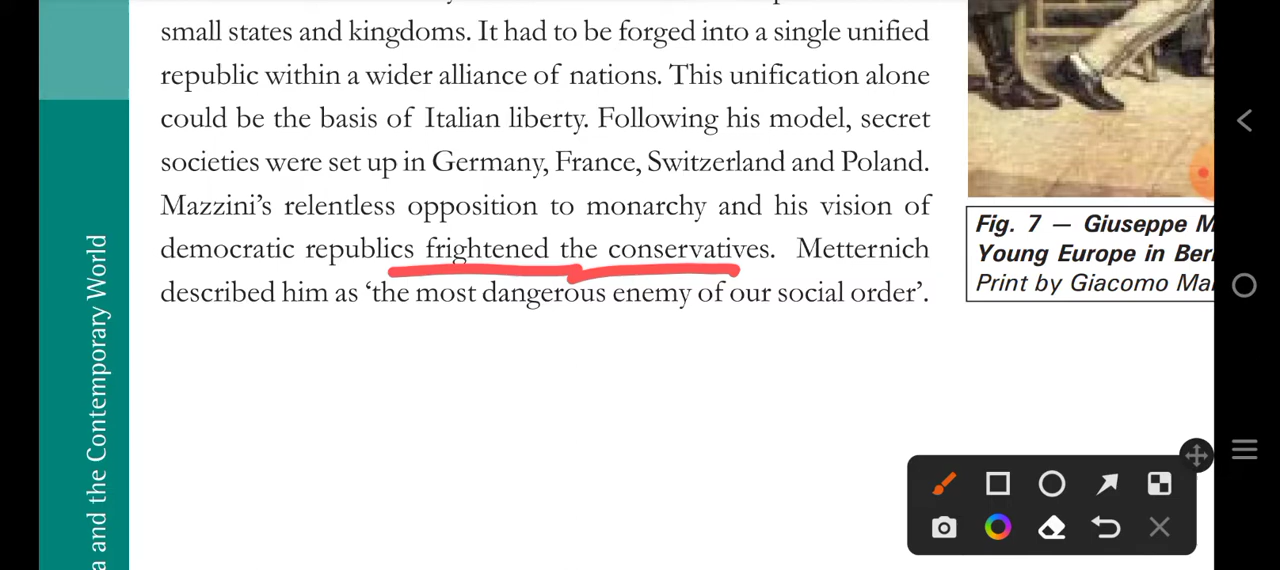 small states and kingdoms. It had to be forged into a single unified
republic within a wider alliance of nations. This unification alone
could be the basis of Italian liberty. Following his model, secret
societies were set up in Germany, France, Switzerland and Poland.
Mazzini's relentless opposition to monarchy and his vision of
democratic republics frightened the conservatives. Metternich
described him as 'the most dangerous enemy of our social order'.
Fig. 7 — Giuseppe M
Young Europe in Ber
Print by Giacomo Ma
a and the Contemporary World